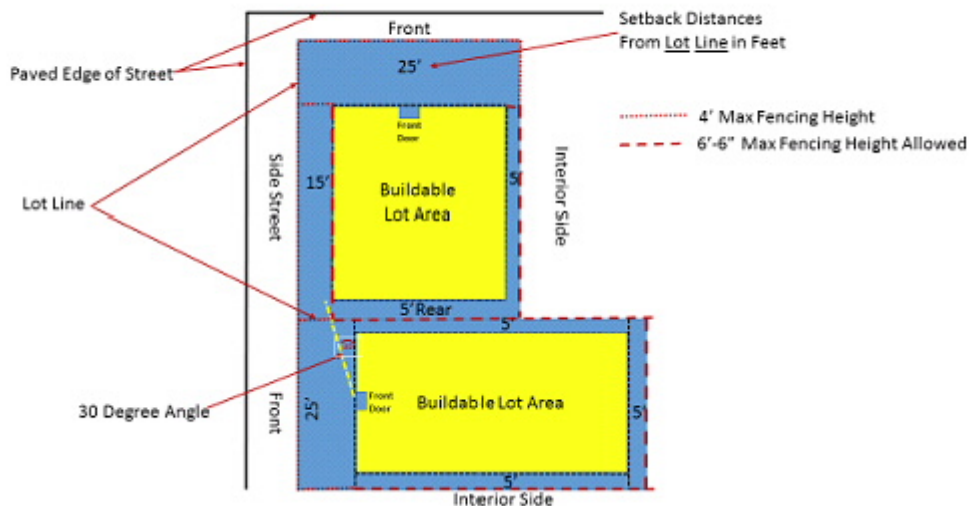 Front
Setback Distances
From Lot Line in Feet
Paved Edge of Street
25'
4' Max Fencing Height
6'-6" Max Fencing Height Allowed
Front
Door
Side Street
15'
Buildable
Lot Area
5'
Interior Side
Lot Line
5' Rear
5'
30 Degree Angle
Front
25'
Front
Door
Buildable Lot Area
5'
5'
Interior Side